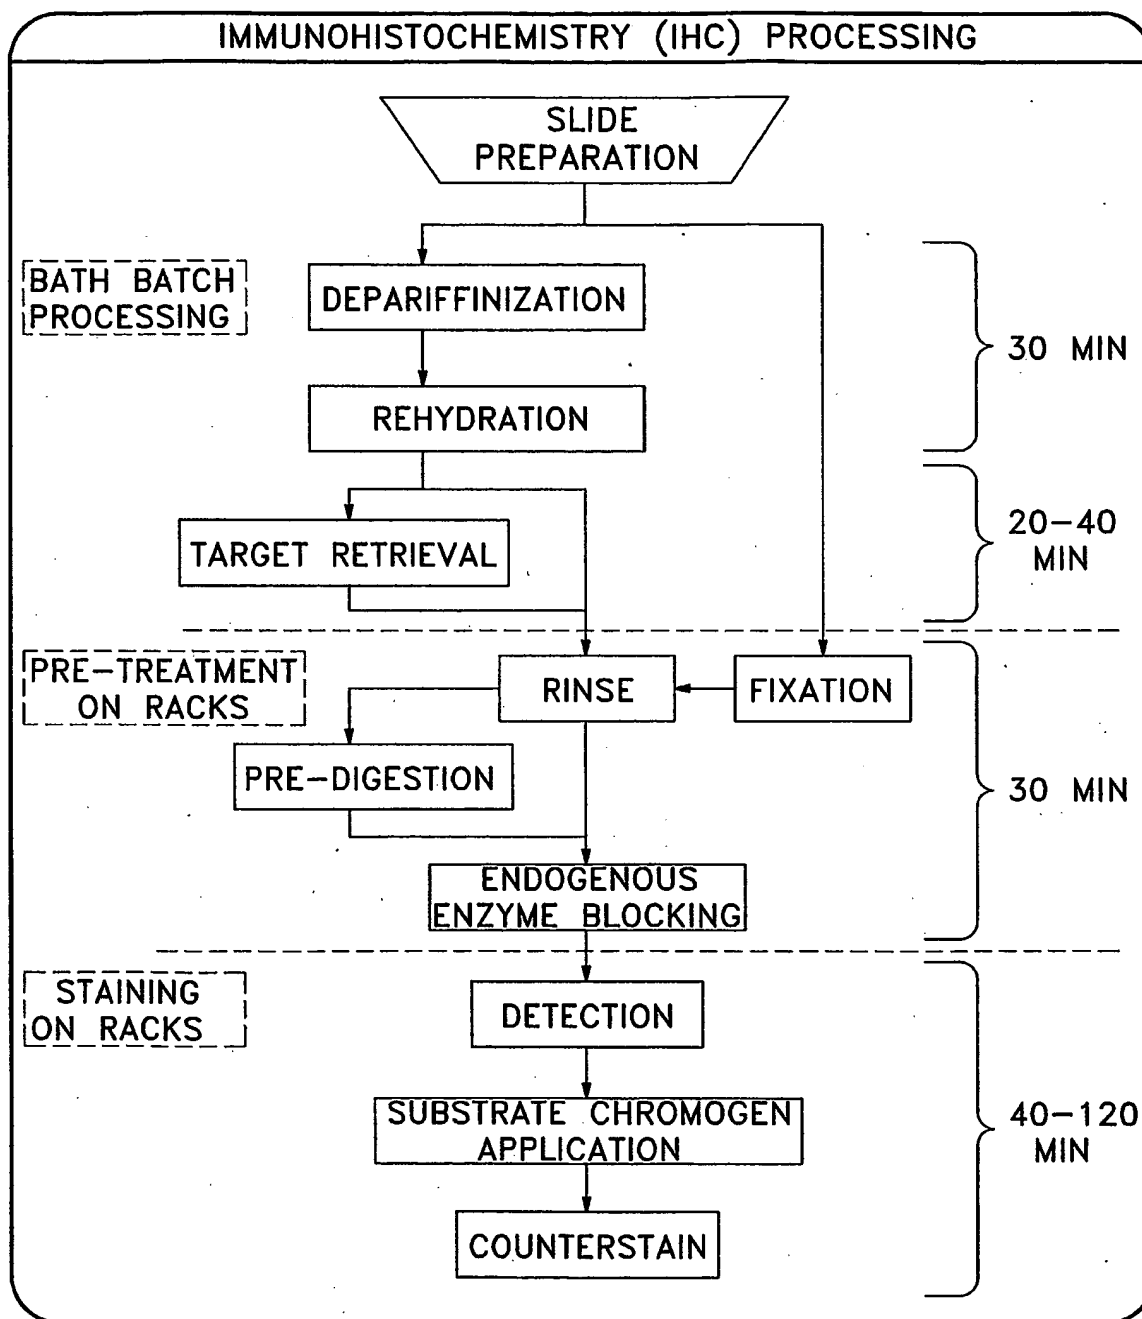 IMMUNOHISTOCHEMISTRY (IHC) PROCESSING
SLIDE
PREPARATION
BATH BATCH
PROCESSING
DEPARIFFINIZATION
30 MIN
REHYDRATION
TARGET RETRIEVAL
20-40
MIN
PRE-TREATMENT
ON RACKS
RINSE
FIXATION
PRE-DIGESTION
30 MIN
ENDOGENOUS
ENZYME BLOCKING
STAINING
ON RACKS
DETECTION
SUBSTRATE CHROMOGEN
APPLICATION
40-120
MIN
COUNTERSTAIN